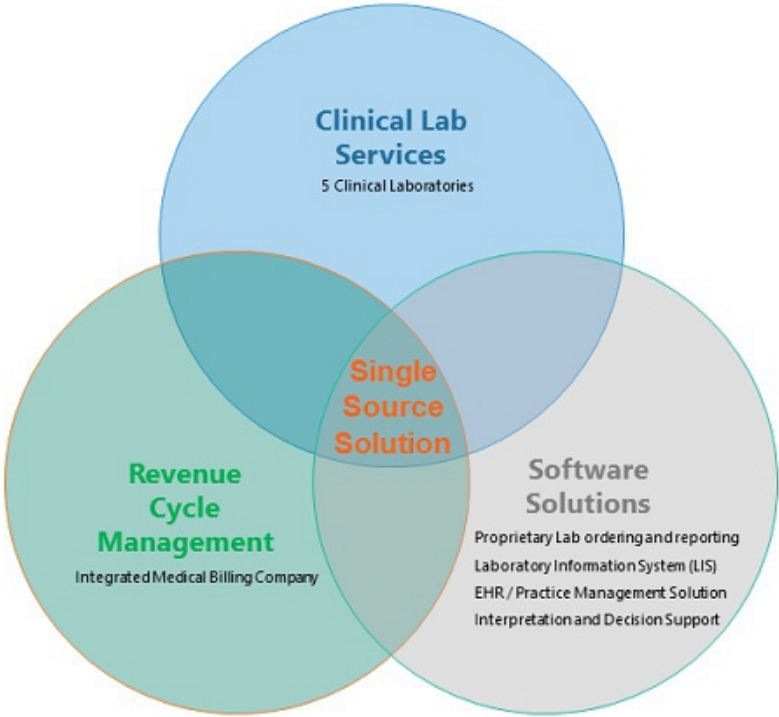 Clinical Lab
Services
5 Clinical Laboratories
Single
Source
Solution
Revenue
Cycle
Management
Integrated Medical Billing Company
Software
Solutions
Proprietary Lab ordering and reporting
Laboratory Information System (LIS)
EHR / Practice Management Solution
Interpretation and Decision Support